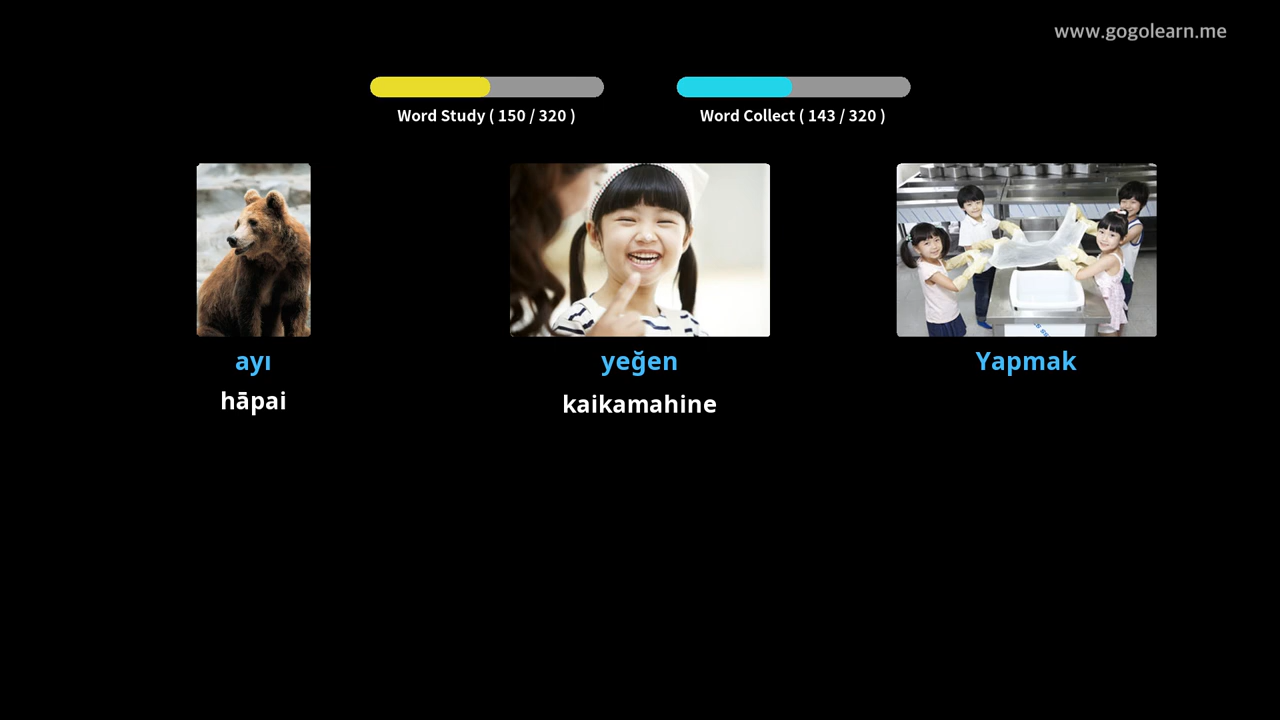 www.gogolearn.me
Word Study ( 150 / 320 )
Word Collect ( 143 / 320 )
ayı
yeğen
Yapmak
hāpai
kaikamahine